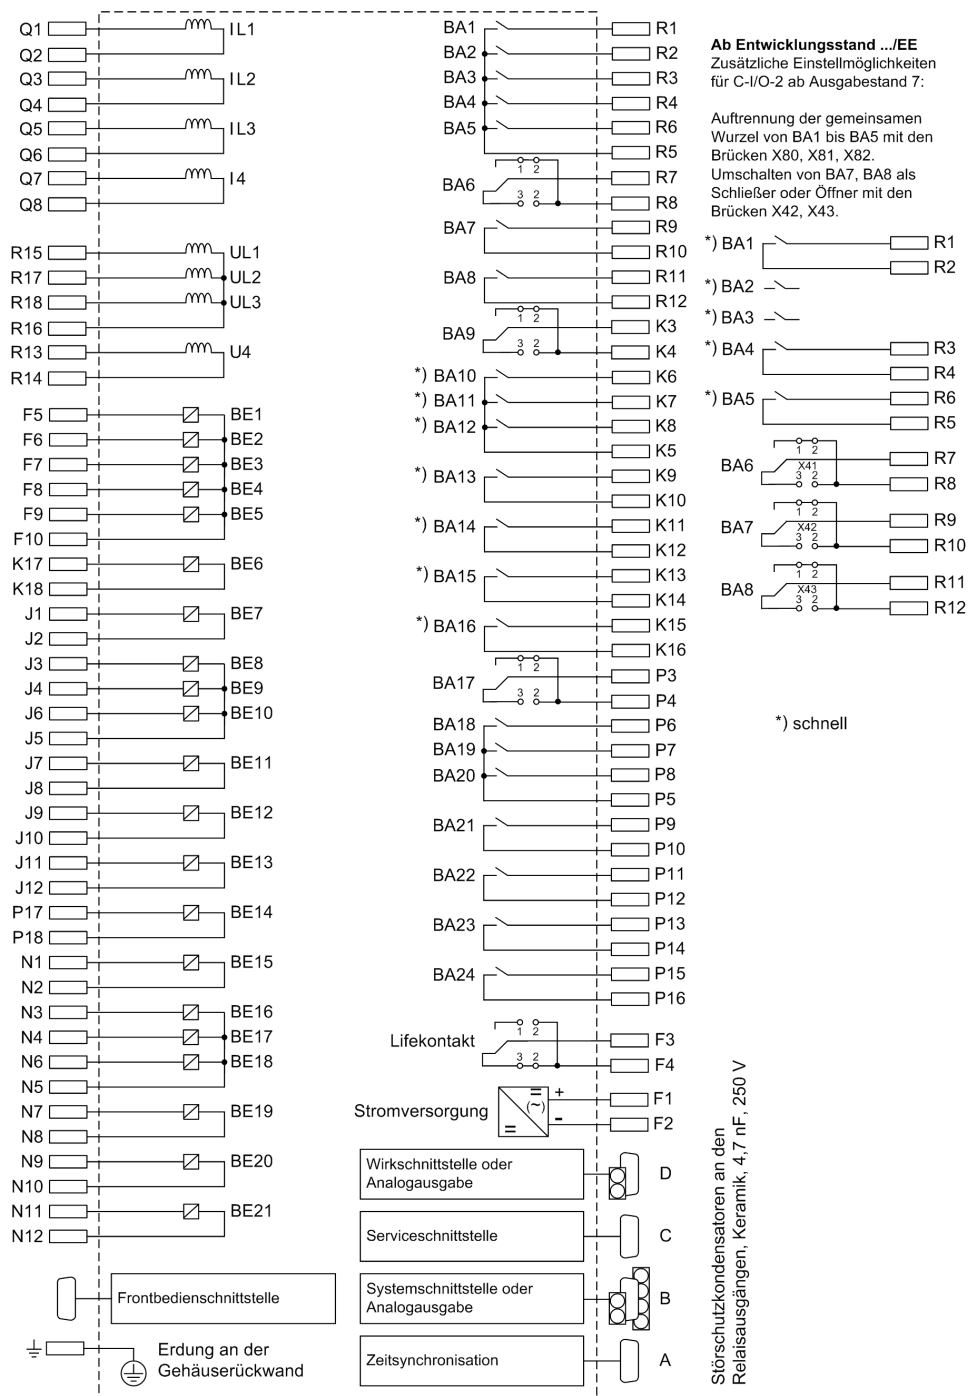 Q1
IL1
Q2
Q3
IL2
Q4
Q5
IL3
Q6
Q7
I4
Q8
R15
UL1
R17
UL2
R18
UL3
R16
R13
U4
R14
F5
BE1
F6
BE2
F7
BE3
F8
BE4
F9
BE5
F10
K17
BE6
K18
J1
BE7
J2
J3
BE8
J4
BE9
J6
BE10
J5
J7
BE11
J8
J9
BE12
J10
J11
BE13
J12
P17
BE14
P18
N1
BE15
N2
N3
BE16
N4
BE17
N6
BE18
N5
N7
BE19
N8
N9
BE20
N10
N11
BE21
N12
Frontbedienschnittstelle
Erdung an der
Gehäuserückwand
BA1
R1
BA2
R2
BA3
R3
BA4
R4
BA5
R6
R5
1 2
BA6
R7
3 2
R8
BA7
R9
R10
BA8
R11
R12
1 2
BA9
K3
3 2
K4
*) BA10
K6
*) BA11
K7
*) BA12
K8
K5
*) BA13
K9
K10
*) BA14
K11
K12
*) BA15
K13
K14
*) BA16
K15
K16
1 2
BA17
P3
3 2
P4
BA18
P6
BA19
P7
BA20
P8
P5
BA21
P9
P10
BA22
P11
P12
BA23
P13
P14
BA24
P15
P16
1 2
Lifekontakt
F3
3 2
F4
Stromversorgung
=
(~)
=
+
F1
-
F2
Wirkschnittstelle oder
Analogausgabe
D
Serviceschnittstelle
C
Systemschnittstelle oder
Analogausgabe
B
Zeitsynchronisation
A
Ab Entwicklungsstand .../EE
Zusätzliche Einstellmöglichkeiten
für C-I/O-2 ab Ausgabestand 7:
Auftrennung der gemeinsamen
Wurzel von BA1 bis BA5 mit den
Brücken X80, X81, X82.
Umschalten von BA7, BA8 als
Schließer oder Öffner mit den
Brücken X42, X43.
*) BA1
R1
R2
*) BA2
*) BA3
*) BA4
R3
R4
*) BA5
R6
R5
1 2
BA6
X41
R7
3 2
R8
1 2
BA7
X42
R9
3 2
R10
1 2
BA8
X43
R11
3 2
R12
*) schnell
Störschutzkondensatoren an den
Relaisausgängen, Keramik, 4,7 nF, 250 V